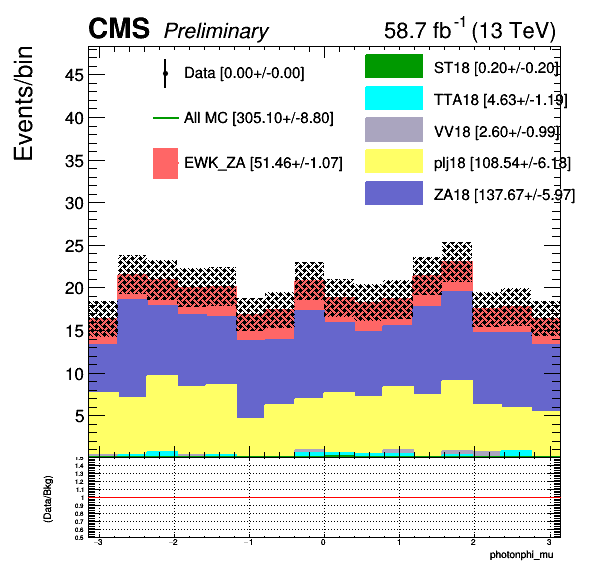 CMS Preliminary 58.7 fb-1 (13 TeV)
Events/bin
Data [0.00+/-0.00]
All MC [305.10+/-8.80]
EWK_ZA [51.46+/-1.07]
ST18 [0.20+/-0.20]
TTA18 [4.63+/-1.19]
VV18 [2.60+/-0.99]
plj18 [108.54+/-6.13]
ZA18 [137.67+/-5.97]
45
40
35
30
25
20
15
10
5
(Data/Bkg)
1.5
1.4
1.3
1.2
1.1
1
0.9
0.8
0.7
0.6
0.5
−3 −2 −1 0 1 2 3
photonphi_mu